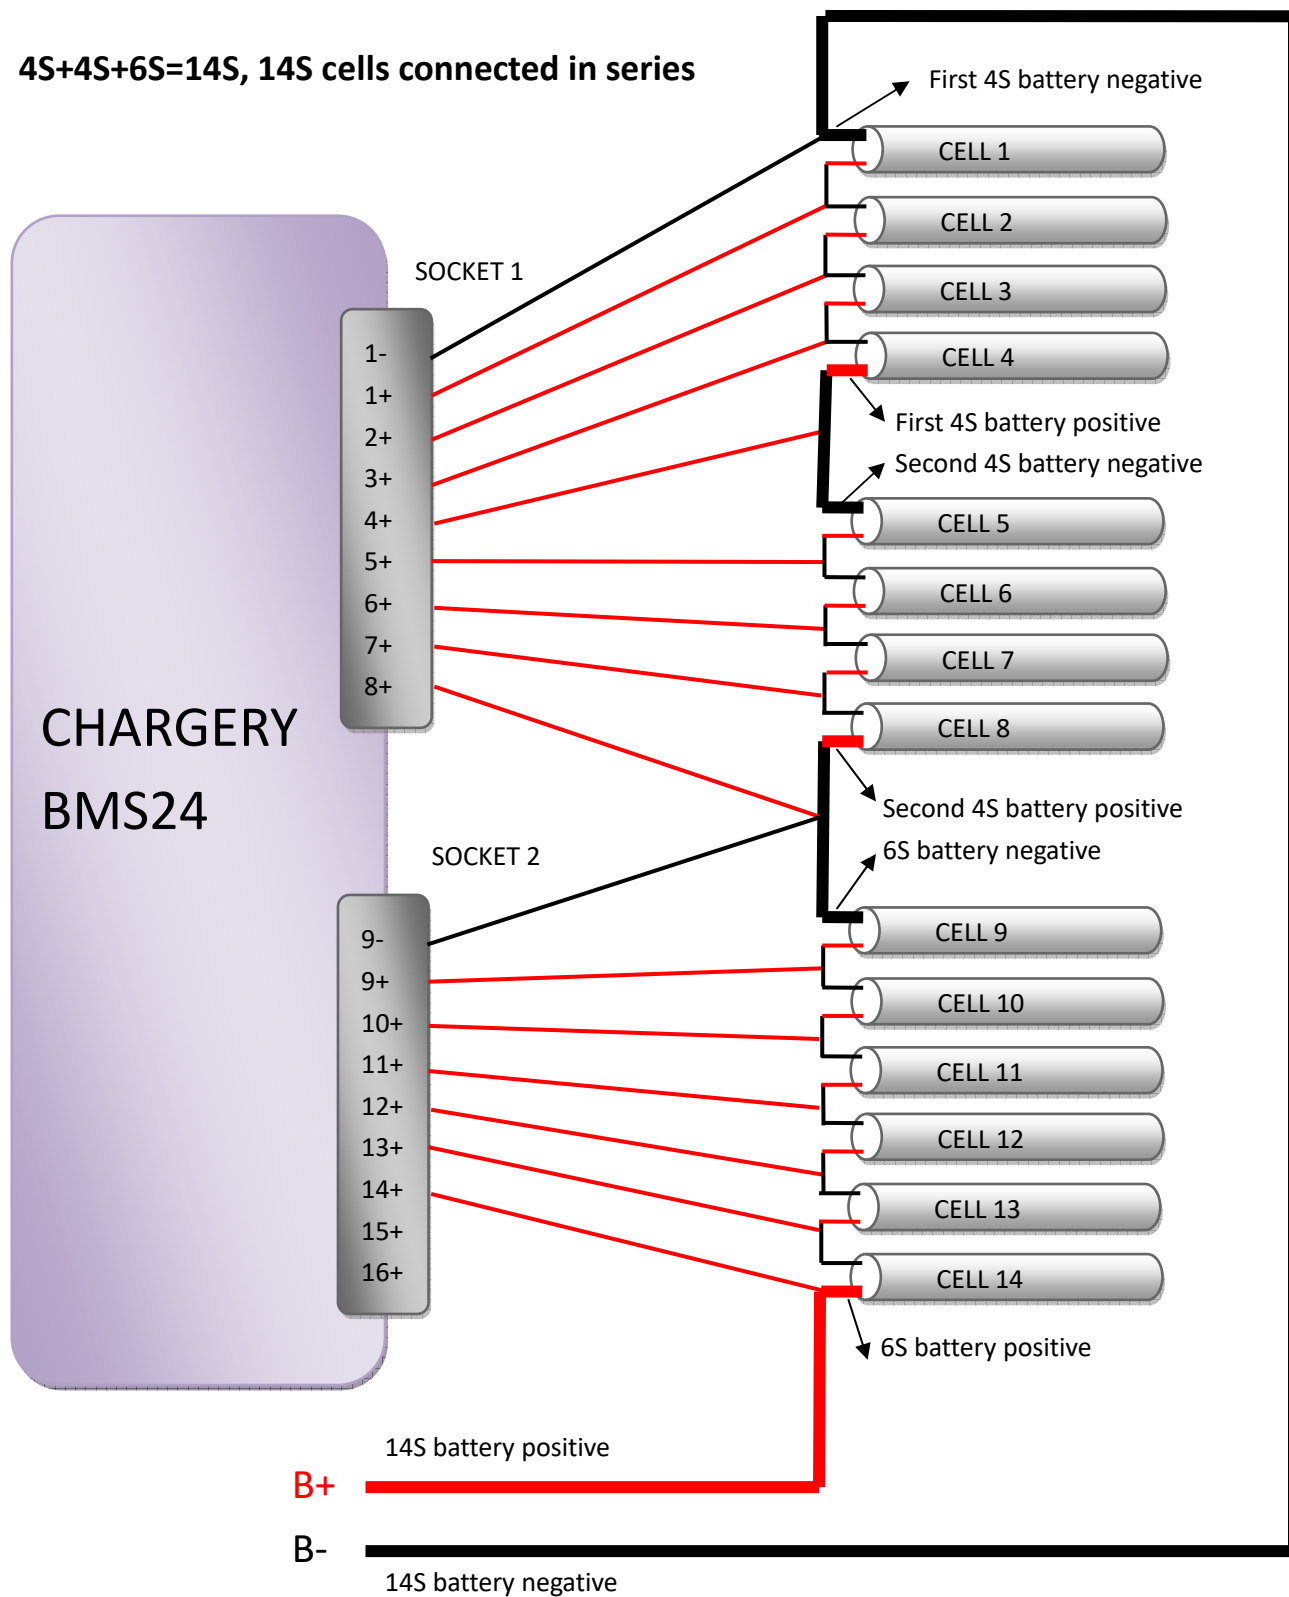 4S+4S+6S=14S, 14S cells connected in series
First 4S battery negative
CELL 1
CELL 2
SOCKET 1
CELL 3
1-
CELL 4
1+
First 4S battery positive
2+
Second 4S battery negative
3+
4+
CELL 5
5+
CELL 6
6+
7+
CELL 7
8+
CELL 8
CHARGERY
BMS24
Second 4S battery positive
6S battery negative
SOCKET 2
9-
CELL 9
9+
CELL 10
10+
11+
CELL 11
12+
CELL 12
13+
14+
CELL 13
15+
16+
CELL 14
6S battery positive
14S battery positive
B+
B-
14S battery negative